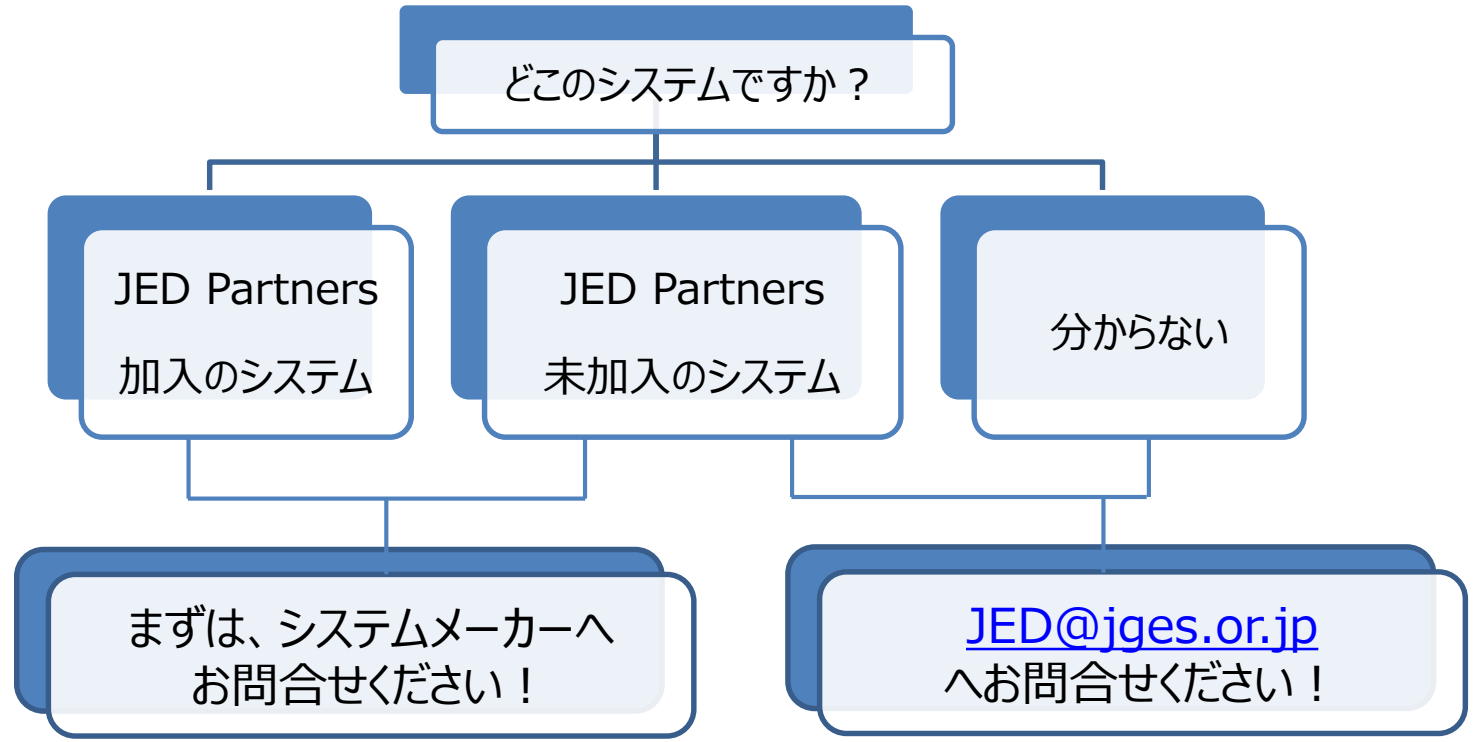 どこのシステムですか？
JED Partners
加入のシステム
JED Partners
未加入のシステム
分からない
まずは、システムメーカーへ
お問合せください！
JED@jges.or.jp
へお問合せください！